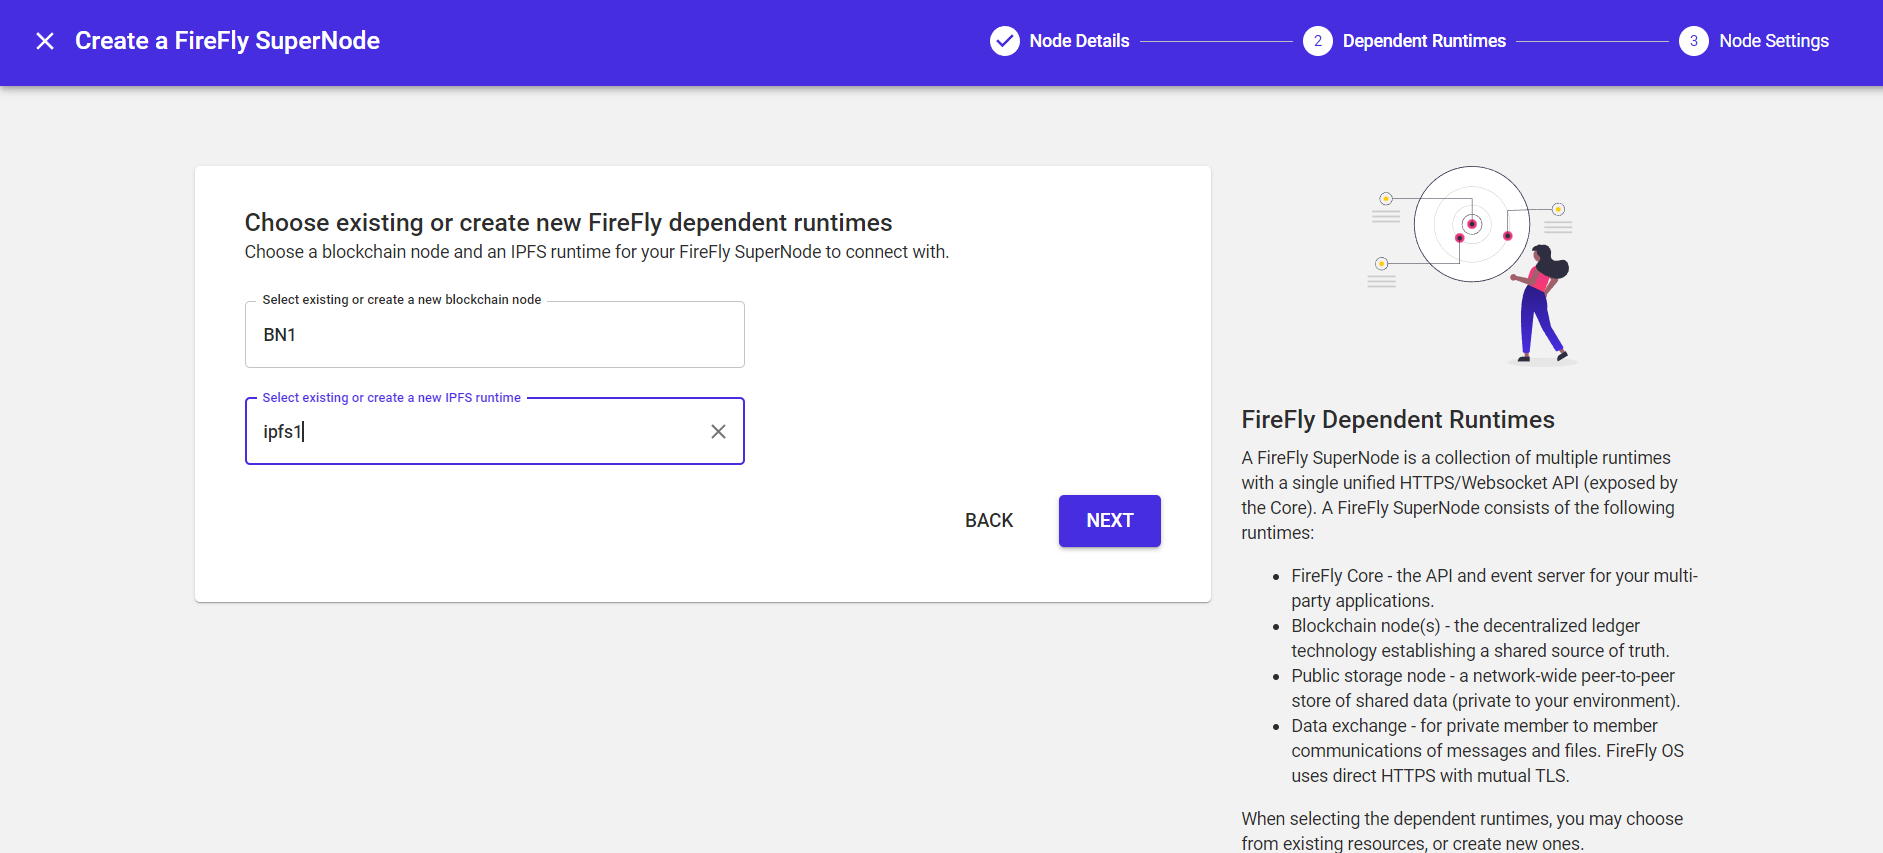 Create a FireFly SuperNode
Node Details
2
Dependent Runtimes
3
Node Settings
Choose existing or create new FireFly dependent runtimes
Choose a blockchain node and an IPFS runtime for your FireFly SuperNode to connect with.
Select existing or create a new blockchain node
BN1
Select existing or create a new IPFS runtime
ipfs1
BACK
NEXT
FireFly Dependent Runtimes
A FireFly SuperNode is a collection of multiple runtimes
with a single unified HTTPS/Websocket API (exposed by
the Core). A FireFly SuperNode consists of the following
runtimes:
• FireFly Core - the API and event server for your multi-
party applications.
• Blockchain node(s) - the decentralized ledger
technology establishing a shared source of truth.
• Public storage node - a network-wide peer-to-peer
store of shared data (private to your environment).
• Data exchange - for private member to member
communications of messages and files. FireFly OS
uses direct HTTPS with mutual TLS.
When selecting the dependent runtimes, you may choose
from existing resources, or create new ones.